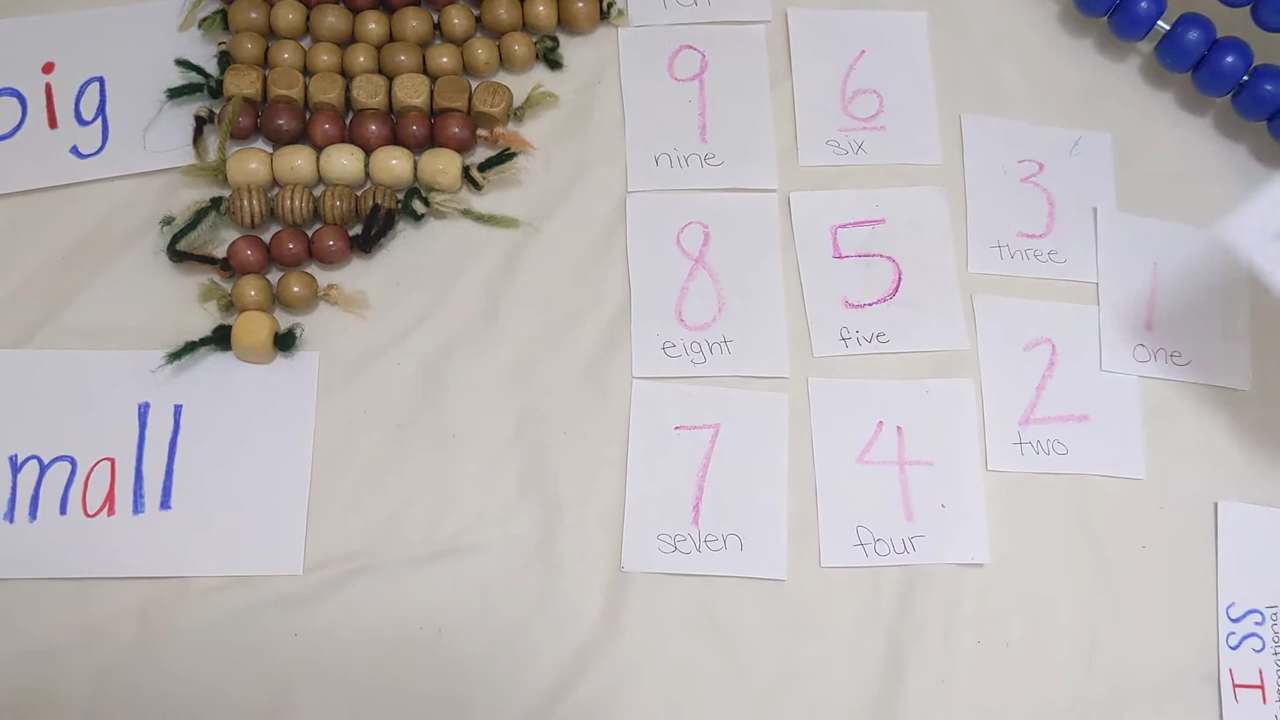 big
small
9
nine
6
six
3
three
8
eight
5
five
1
one
2
two
7
seven
4
four
ISS